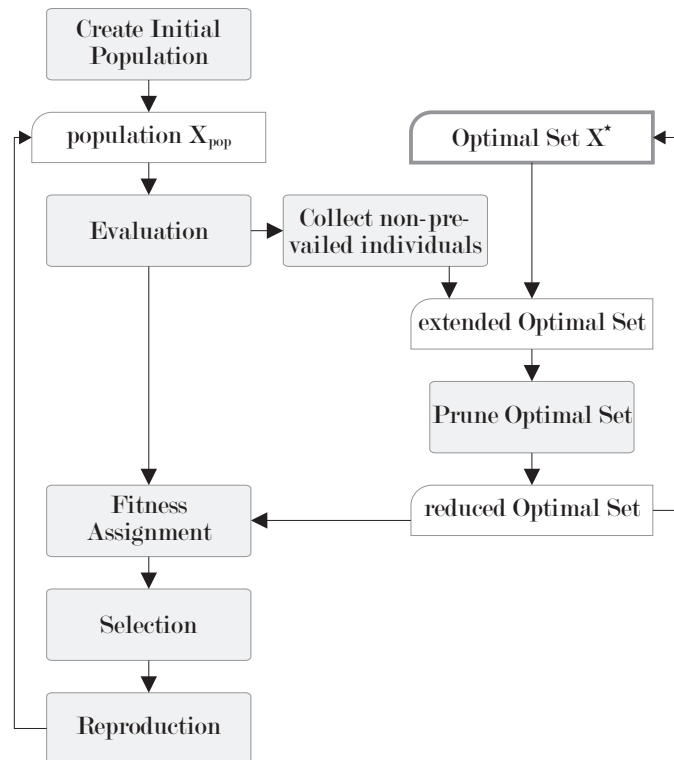 Create Initial
Population
population Xpop
Optimal Set X*
Evaluation
Collect non-pre-
vailed individuals
extended Optimal Set
Prune Optimal Set
Fitness
Assignment
reduced Optimal Set
Selection
Reproduction